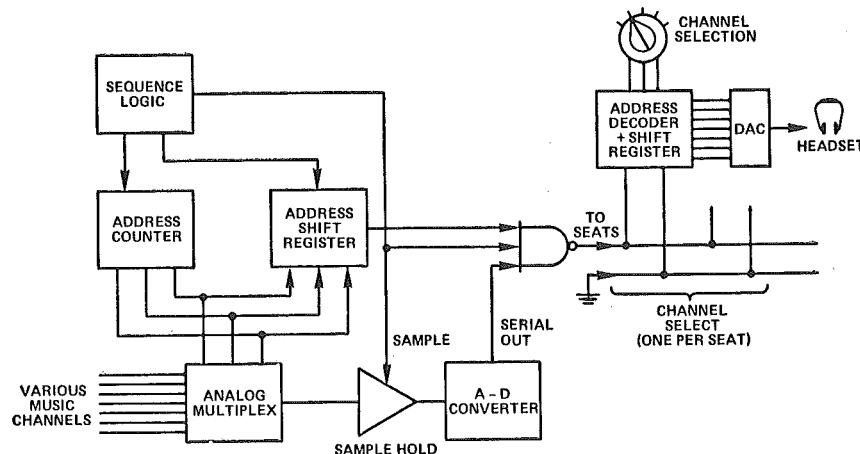 CHANNEL
SELECTION
SEQUENCE
LOGIC
ADDRESS
DECODER
+ SHIFT
REGISTER
DAC
HEADSET
ADDRESS
COUNTER
ADDRESS
SHIFT
REGISTER
TO
SEATS
CHANNEL
SELECT
(ONE PER SEAT)
SAMPLE
SERIAL
OUT
VARIOUS
MUSIC
CHANNELS
ANALOG
MULTIPLEX
SAMPLE HOLD
A - D
CONVERTER